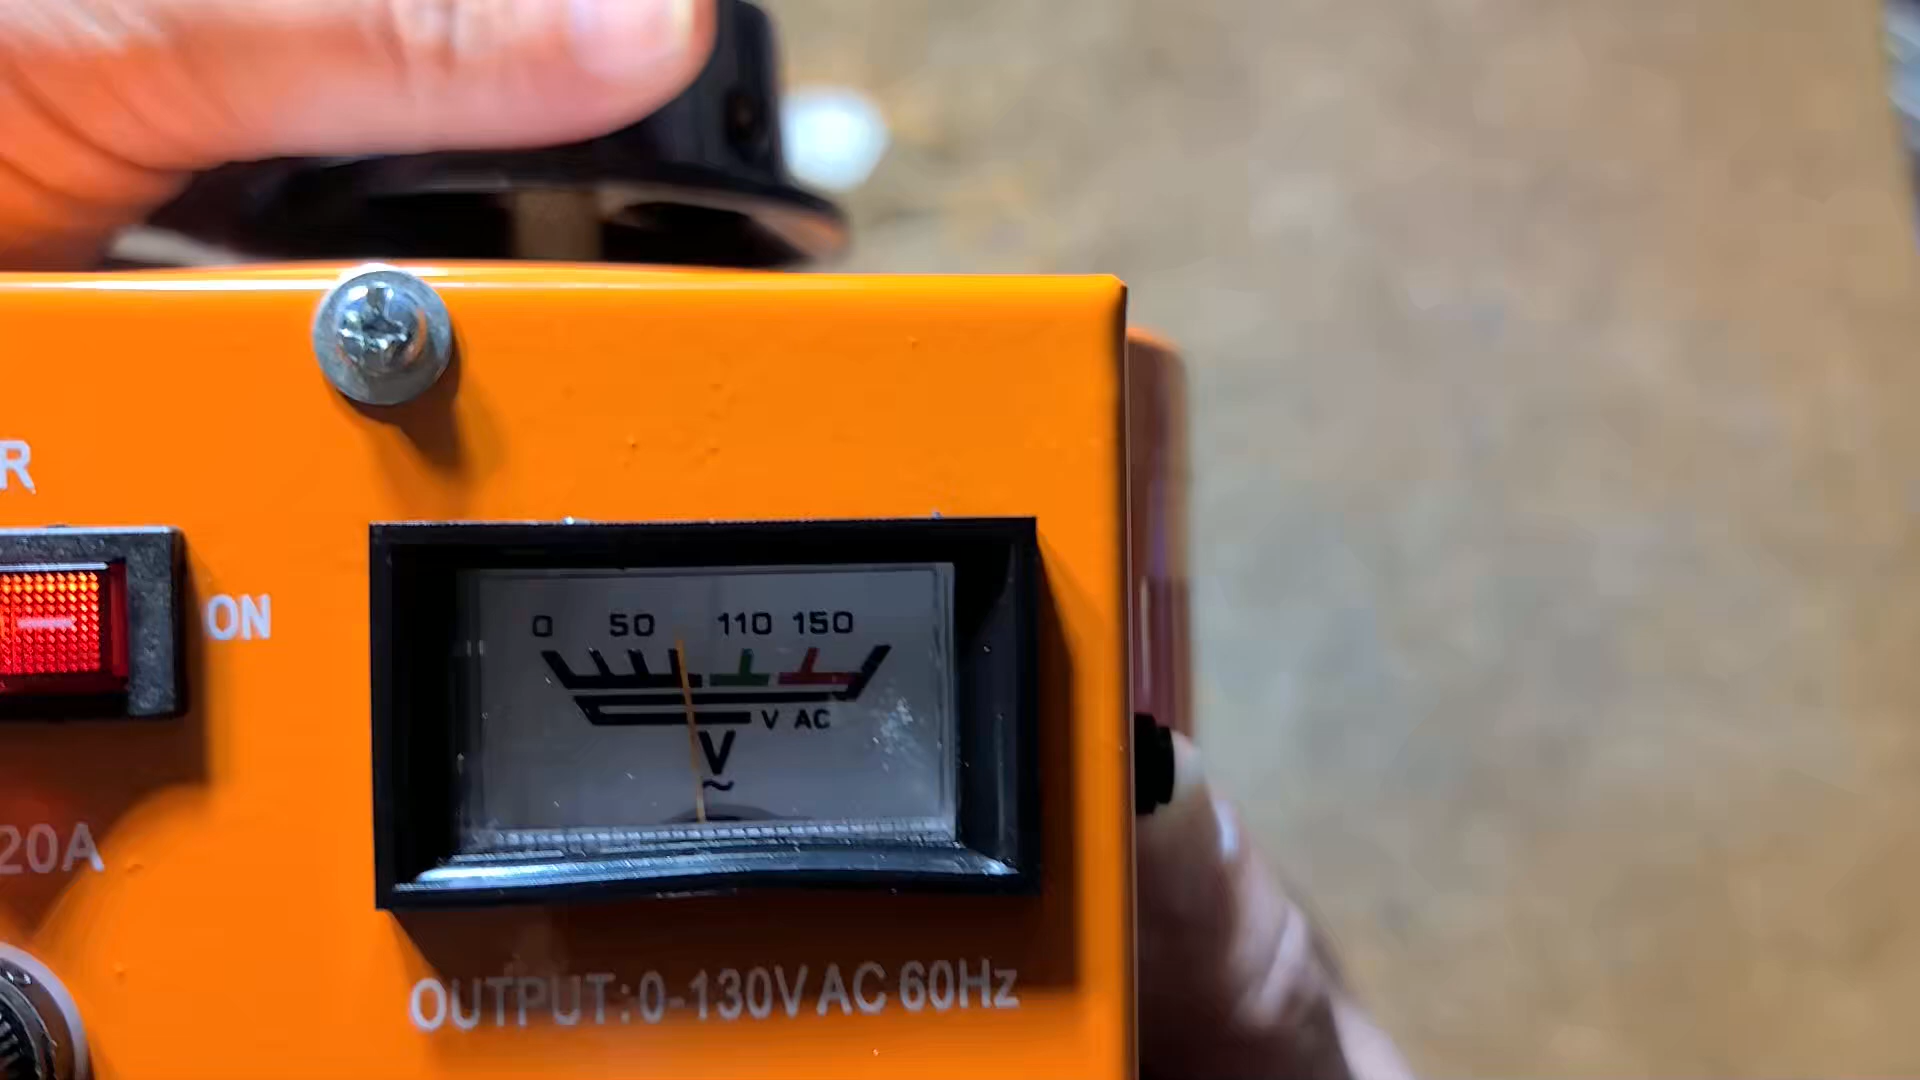 R
ON
0 50 110 150
V AC
V
~
20A
OUTPUT:0-130V AC 60Hz